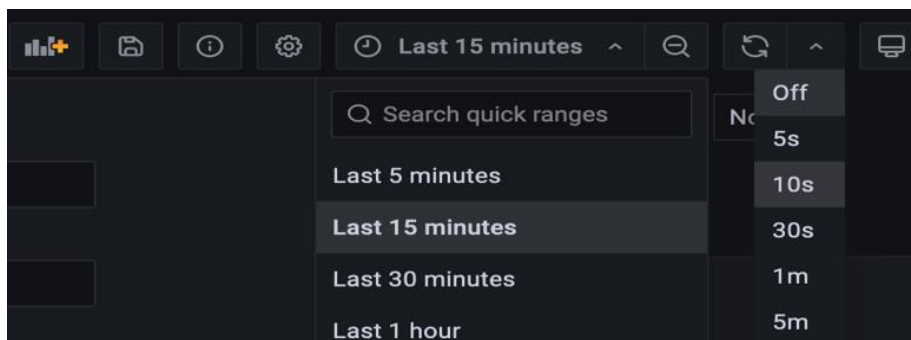 Last 15 minutes
Search quick ranges
Last 5 minutes
Last 15 minutes
Last 30 minutes
Last 1 hour
Off
5s
10s
30s
1m
5m